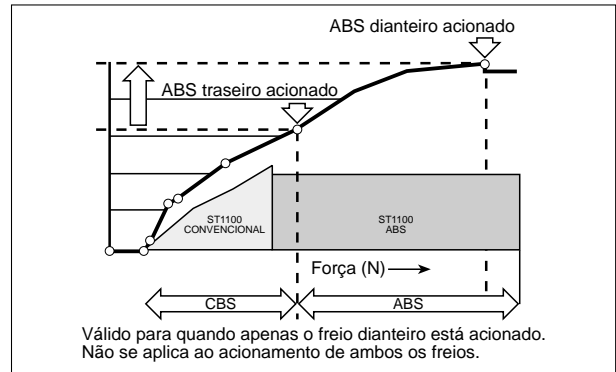 ABS dianteiro acionado
ABS traseiro acionado
ST1100
CONVENCIONAL
ST1100
ABS
Força (N)
CBS
ABS
Válido para quando apenas o freio dianteiro está acionado.
Não se aplica ao acionamento de ambos os freios.